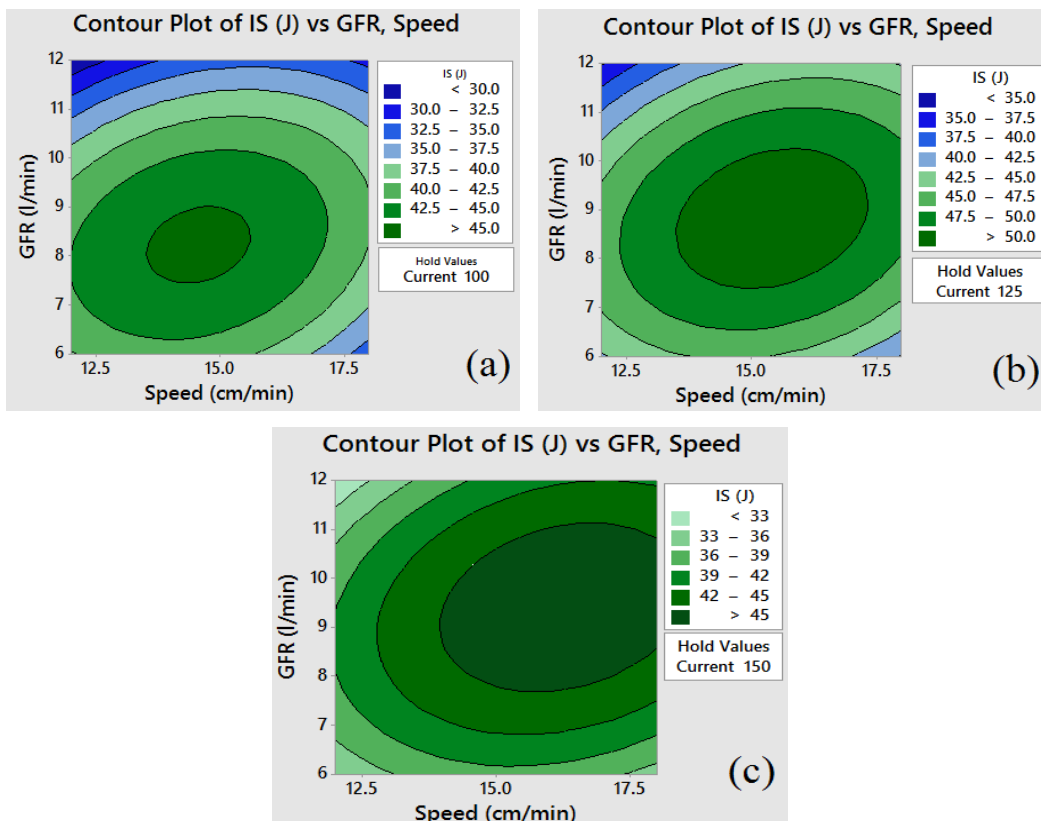 Contour Plot of IS (J) vs GFR, Speed
12
11
10
9
8
7
6
GFR (l/min)
12.5 15.0 17.5
Speed (cm/min)
IS (J)
< 30.0
30.0 – 32.5
32.5 – 35.0
35.0 – 37.5
37.5 – 40.0
40.0 – 42.5
42.5 – 45.0
> 45.0
Hold Values
Current 100
(a)
Contour Plot of IS (J) vs GFR, Speed
12
11
10
9
8
7
6
GFR (l/min)
12.5 15.0 17.5
Speed (cm/min)
IS (J)
< 35.0
35.0 – 37.5
37.5 – 40.0
40.0 – 42.5
42.5 – 45.0
45.0 – 47.5
47.5 – 50.0
> 50.0
Hold Values
Current 125
(b)
Contour Plot of IS (J) vs GFR, Speed
12
11
10
9
8
7
6
GFR (l/min)
12.5 15.0 17.5
Speed (cm/min)
IS (J)
< 33
33 – 36
36 – 39
39 – 42
42 – 45
> 45
Hold Values
Current 150
(c)